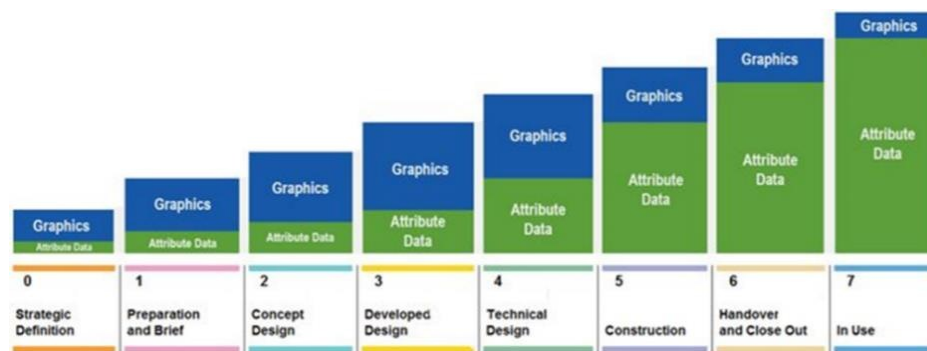 Graphics
Attribute Data
Graphics
Attribute Data
Graphics
Attribute Data
Graphics
Attribute
Data
Graphics
Attribute
Data
Graphics
Attribute
Data
Graphics
Attribute
Data
Graphics
Attribute
Data
0
Strategic
Definition
1
Preparation
and Brief
2
Concept
Design
3
Developed
Design
4
Technical
Design
5
Construction
6
Handover
and Close Out
7
In Use